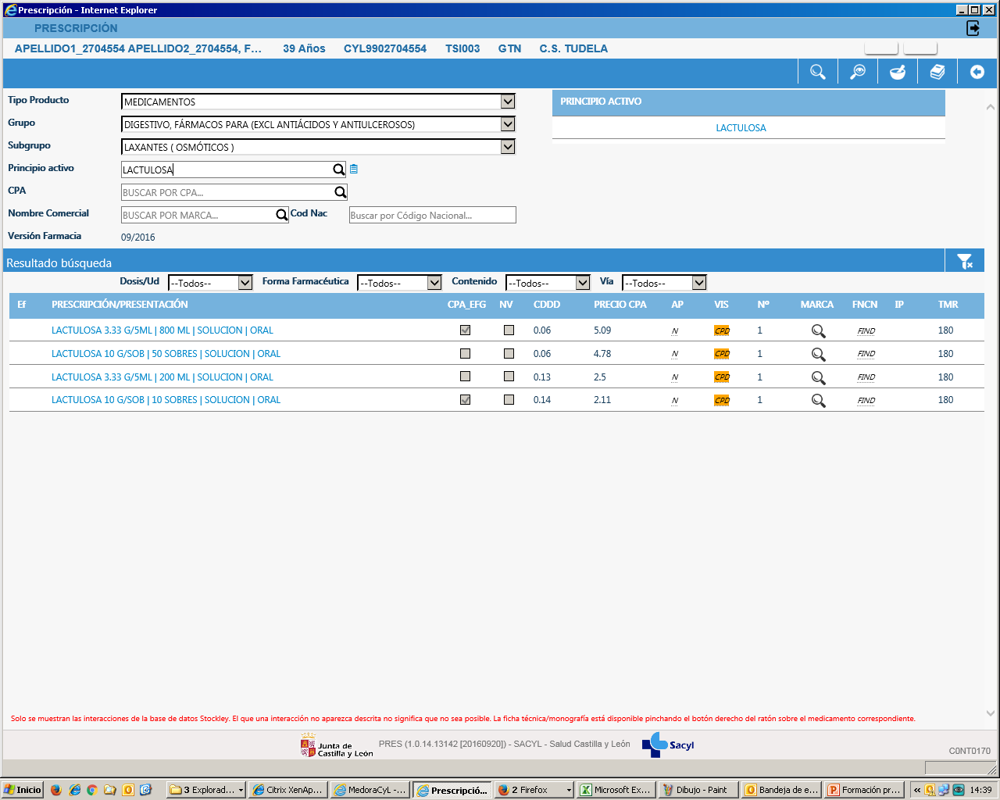 Prescripción - Internet Explorer
PRESCRIPCIÓN
APELLIDO1_2704554 APELLIDO2_2704554, F... 39 Años CYL9902704554 TSI003 GTN C.S. TUDELA
Tipo Producto MEDICAMENTOS
Grupo DIGESTIVO, FÁRMACOS PARA (EXCL ANTIÁCIDOS Y ANTIULCEROSOS)
Subgrupo LAXANTES ( OSMÓTICOS )
Principio activo LACTULOSA
CPA BUSCAR POR CPA...
Nombre Comercial BUSCAR POR MARCA... Cod Nac Buscar por Código Nacional...
Versión Farmacia 09/2016
PRINCIPIO ACTIVO
LACTULOSA
Resultado búsqueda
Dosis/Ud --Todos-- Forma Farmacéutica --Todos-- Contenido --Todos-- Vía --Todos--
Ef PRESCRIPCIÓN/PRESENTACIÓN CPA_EFG NV CDDD PRECIO CPA AP VIS Nº MARCA FNCN IP TMR
LACTULOSA 3.33 G/5ML | 800 ML | SOLUCION | ORAL 0.06 5.09 N CPD 1 FIND 180
LACTULOSA 10 G/SOB | 50 SOBRES | SOLUCION | ORAL 0.06 4.78 N CPD 1 FIND 180
LACTULOSA 3.33 G/5ML | 200 ML | SOLUCION | ORAL 0.13 2.5 N CPD 1 FIND 180
LACTULOSA 10 G/SOB | 10 SOBRES | SOLUCION | ORAL 0.14 2.11 N CPD 1 FIND 180
Solo se muestran las interacciones de la base de datos Stockley. El que una interacción no aparezca descrita no significa que no sea posible. La ficha técnica/monografía está disponible pinchando el botón derecho del ratón sobre el medicamento correspondiente.
Junta de
Castilla y León
PRES (1.0.14.13142 [20160920]) - SACYL - Salud Castilla y León
Sacyl
C0NT0170
Inicio 3 Explorad... Citrix XenAp... MedoraCyL -... Prescripció... 2 Firefox Microsoft Ex... Dibujo - Paint Bandeja de e... Formación pr... « 14:39